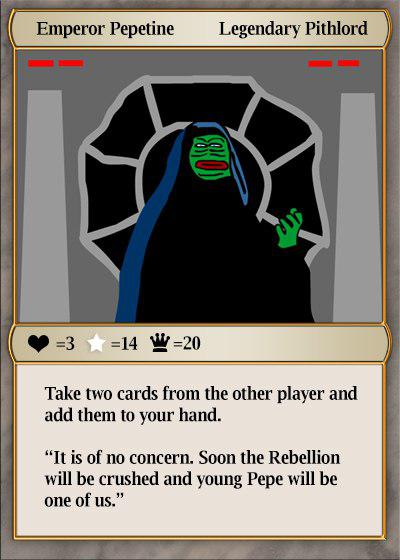 Emperor Pepetine Legendary Pithlord
=3 =14 =20
Take two cards from the other player and
add them to your hand.
“It is of no concern. Soon the Rebellion
will be crushed and young Pepe will be
one of us.”